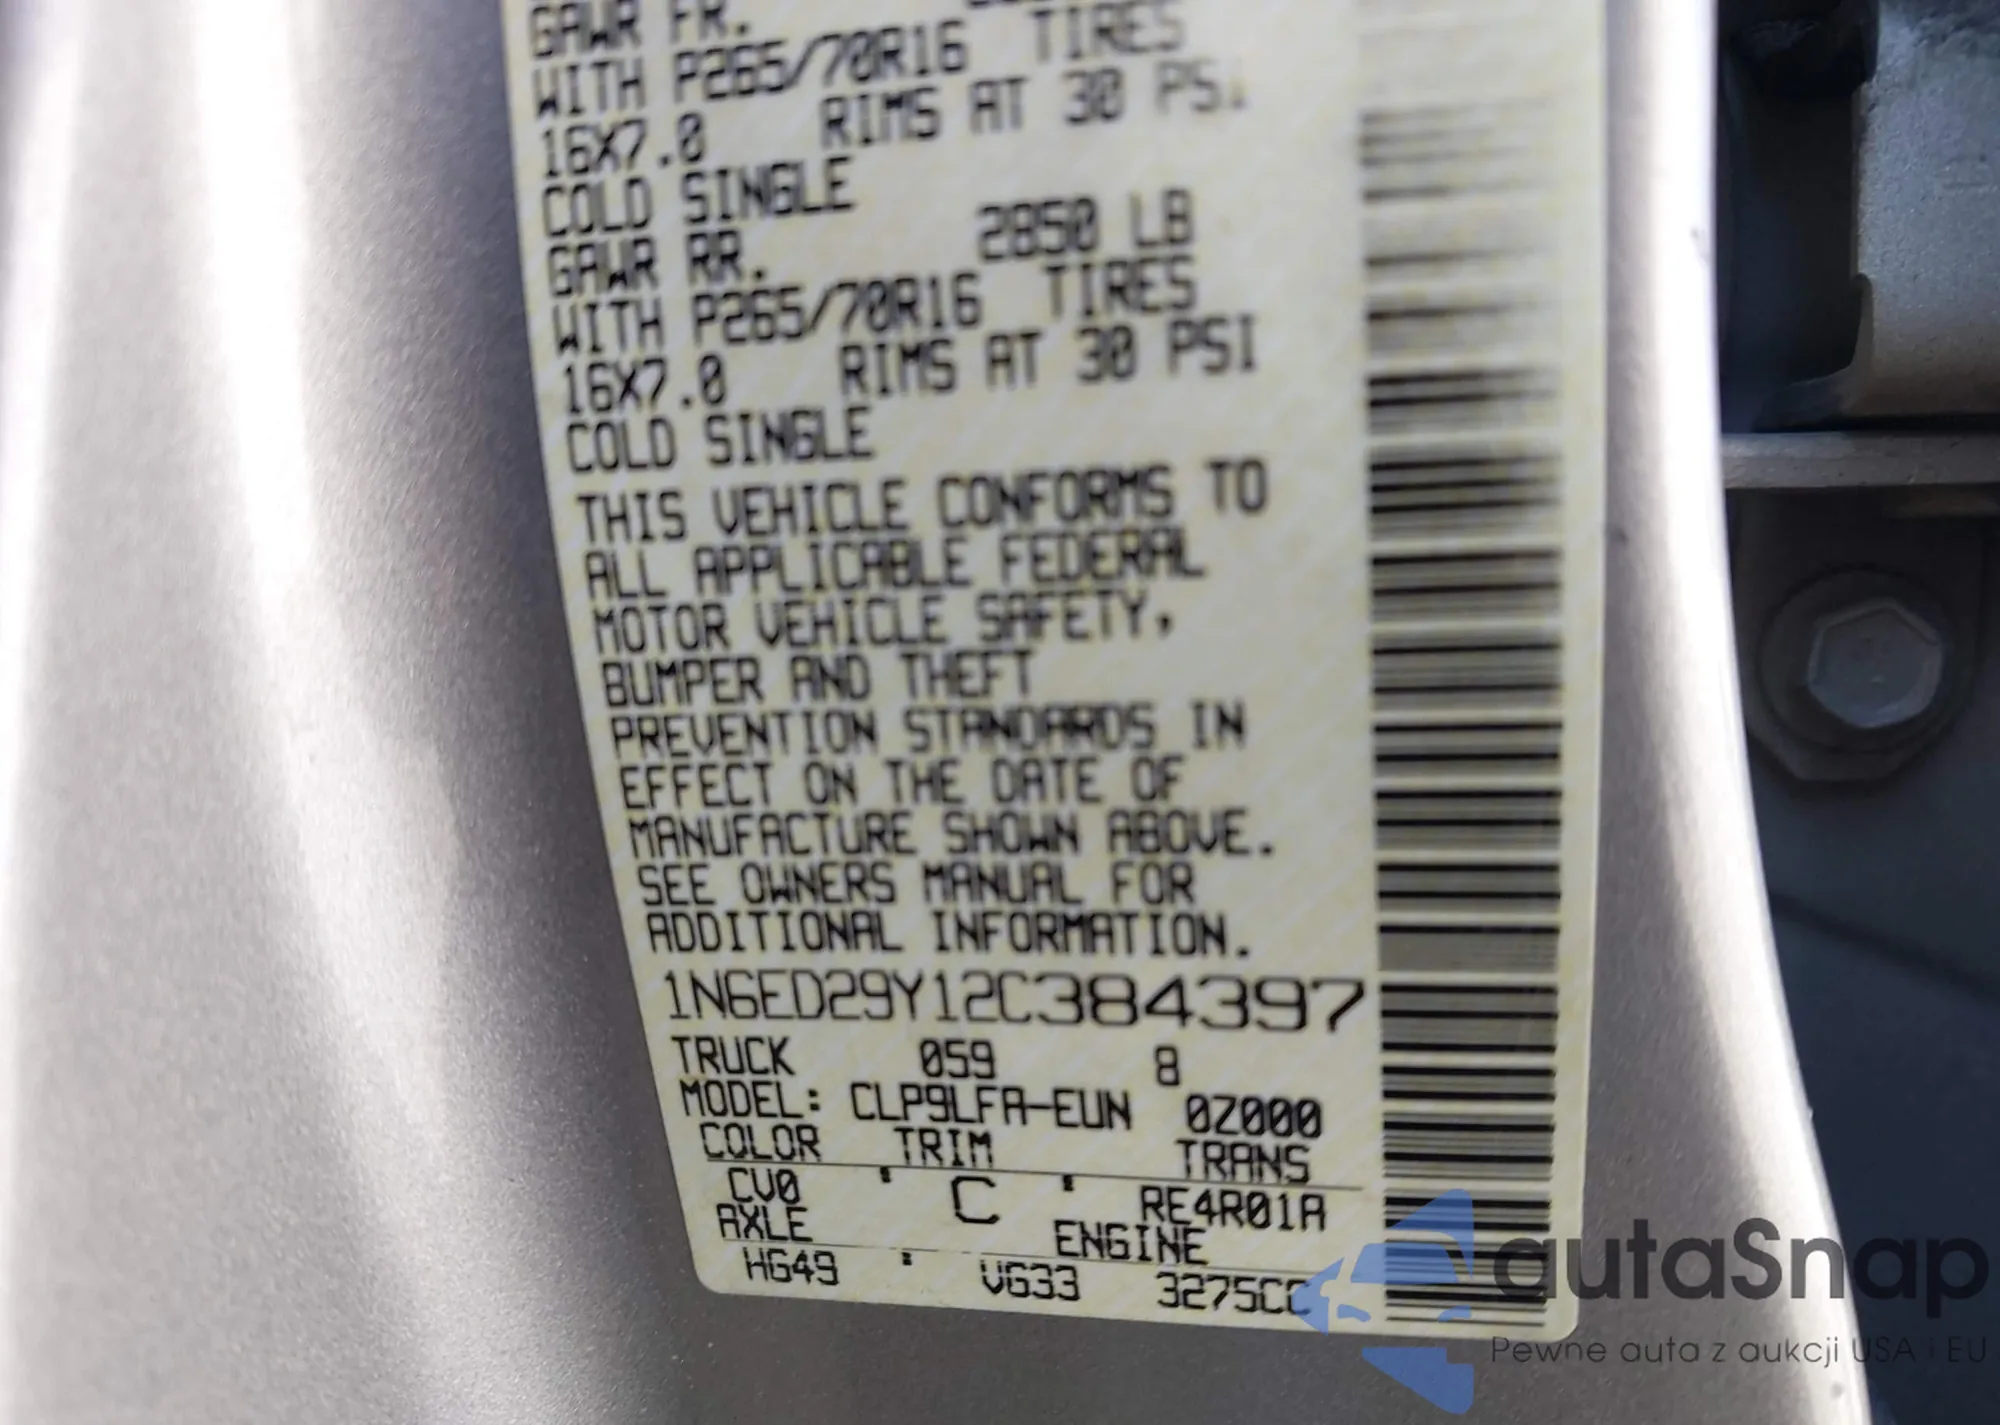 GAWR FR.
WITH P265/70R16 TIRES
16X7.0 RIMS AT 30 PSI
COLD SINGLE
GAWR RR. 2850 LB
WITH P265/70R16 TIRES
16X7.0 RIMS AT 30 PSI
COLD SINGLE
THIS VEHICLE CONFORMS TO
ALL APPLICABLE FEDERAL
MOTOR VEHICLE SAFETY,
BUMPER AND THEFT
PREVENTION STANDARDS IN
EFFECT ON THE DATE OF
MANUFACTURE SHOWN ABOVE.
SEE OWNERS MANUAL FOR
ADDITIONAL INFORMATION.
1N6ED29Y12C384397
TRUCK 059 8
MODEL: CLP9LFA-EUN 0Z000
COLOR TRIM TRANS
CV0 ' C ' RE4R01A
AXLE ENGINE
HG49 ' VG33 3275CC
autaSnap
Pewne auta z aukcji USA i EU